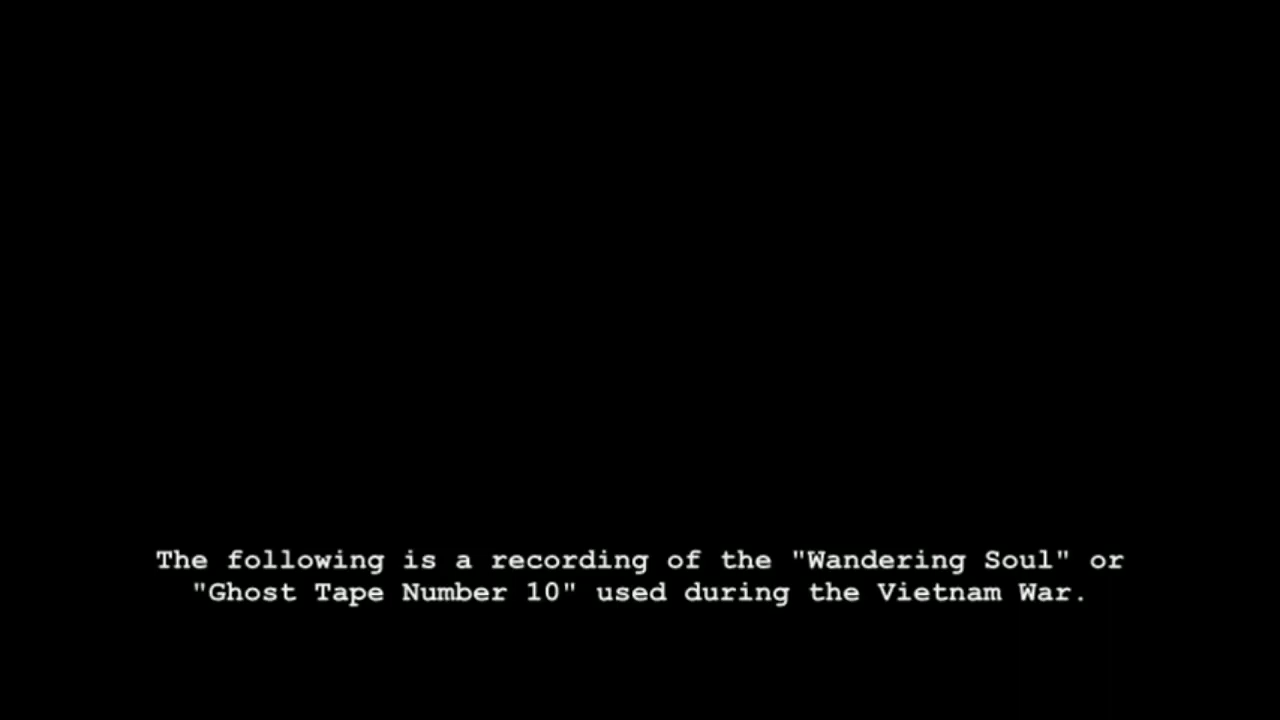 The following is a recording of the "Wandering Soul" or
"Ghost Tape Number 10" used during the Vietnam War.